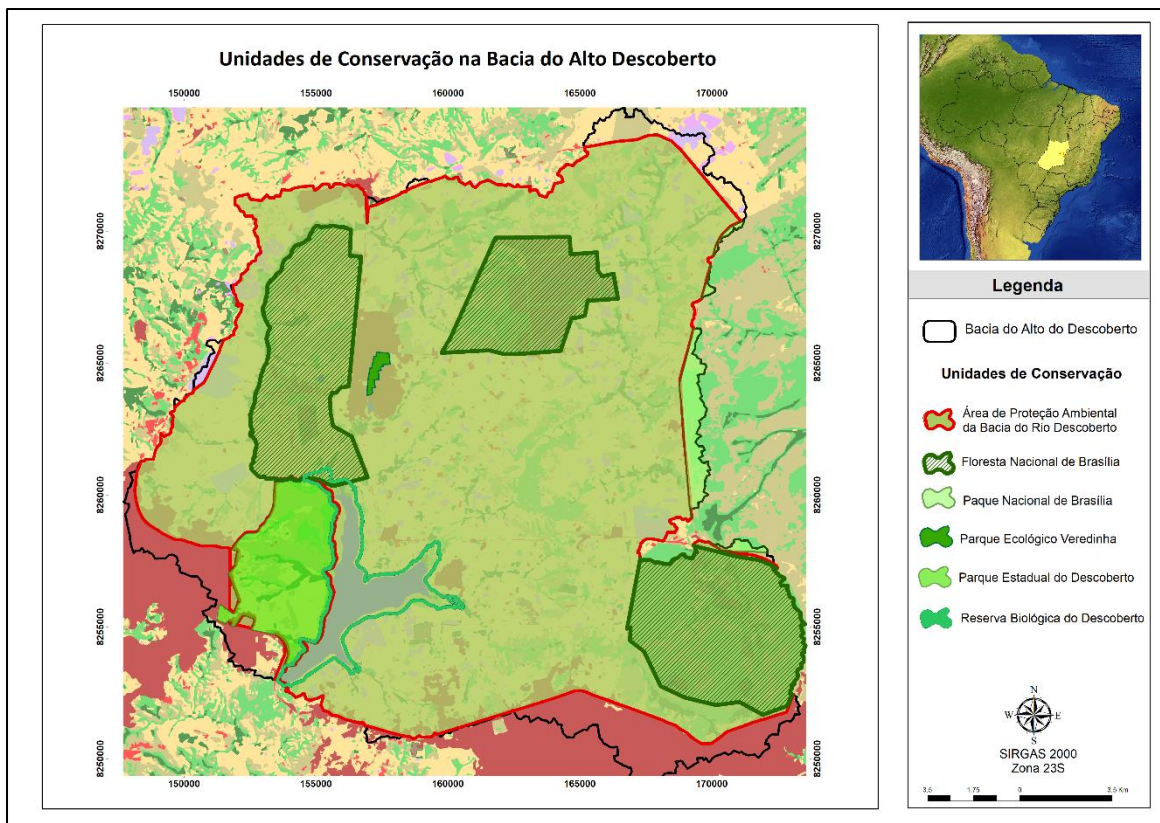 Unidades de Conservação na Bacia do Alto Descoberto
150000 155000 160000 165000 170000
8270000 8270000
8265000 8265000
8260000 8260000
8255000 8255000
8250000 8250000
150000 155000 160000 165000 170000
Legenda
Bacia do Alto do Descoberto
Unidades de Conservação
Área de Proteção Ambiental
da Bacia do Rio Descoberto
Floresta Nacional de Brasília
Paque Nacional de Brasília
Parque Ecológico Veredinha
Parque Estadual do Descoberto
Reserva Biológica do Descoberto
N
W E
S
SIRGAS 2000
Zona 23S
3,5 1,75 0 3,5 Km